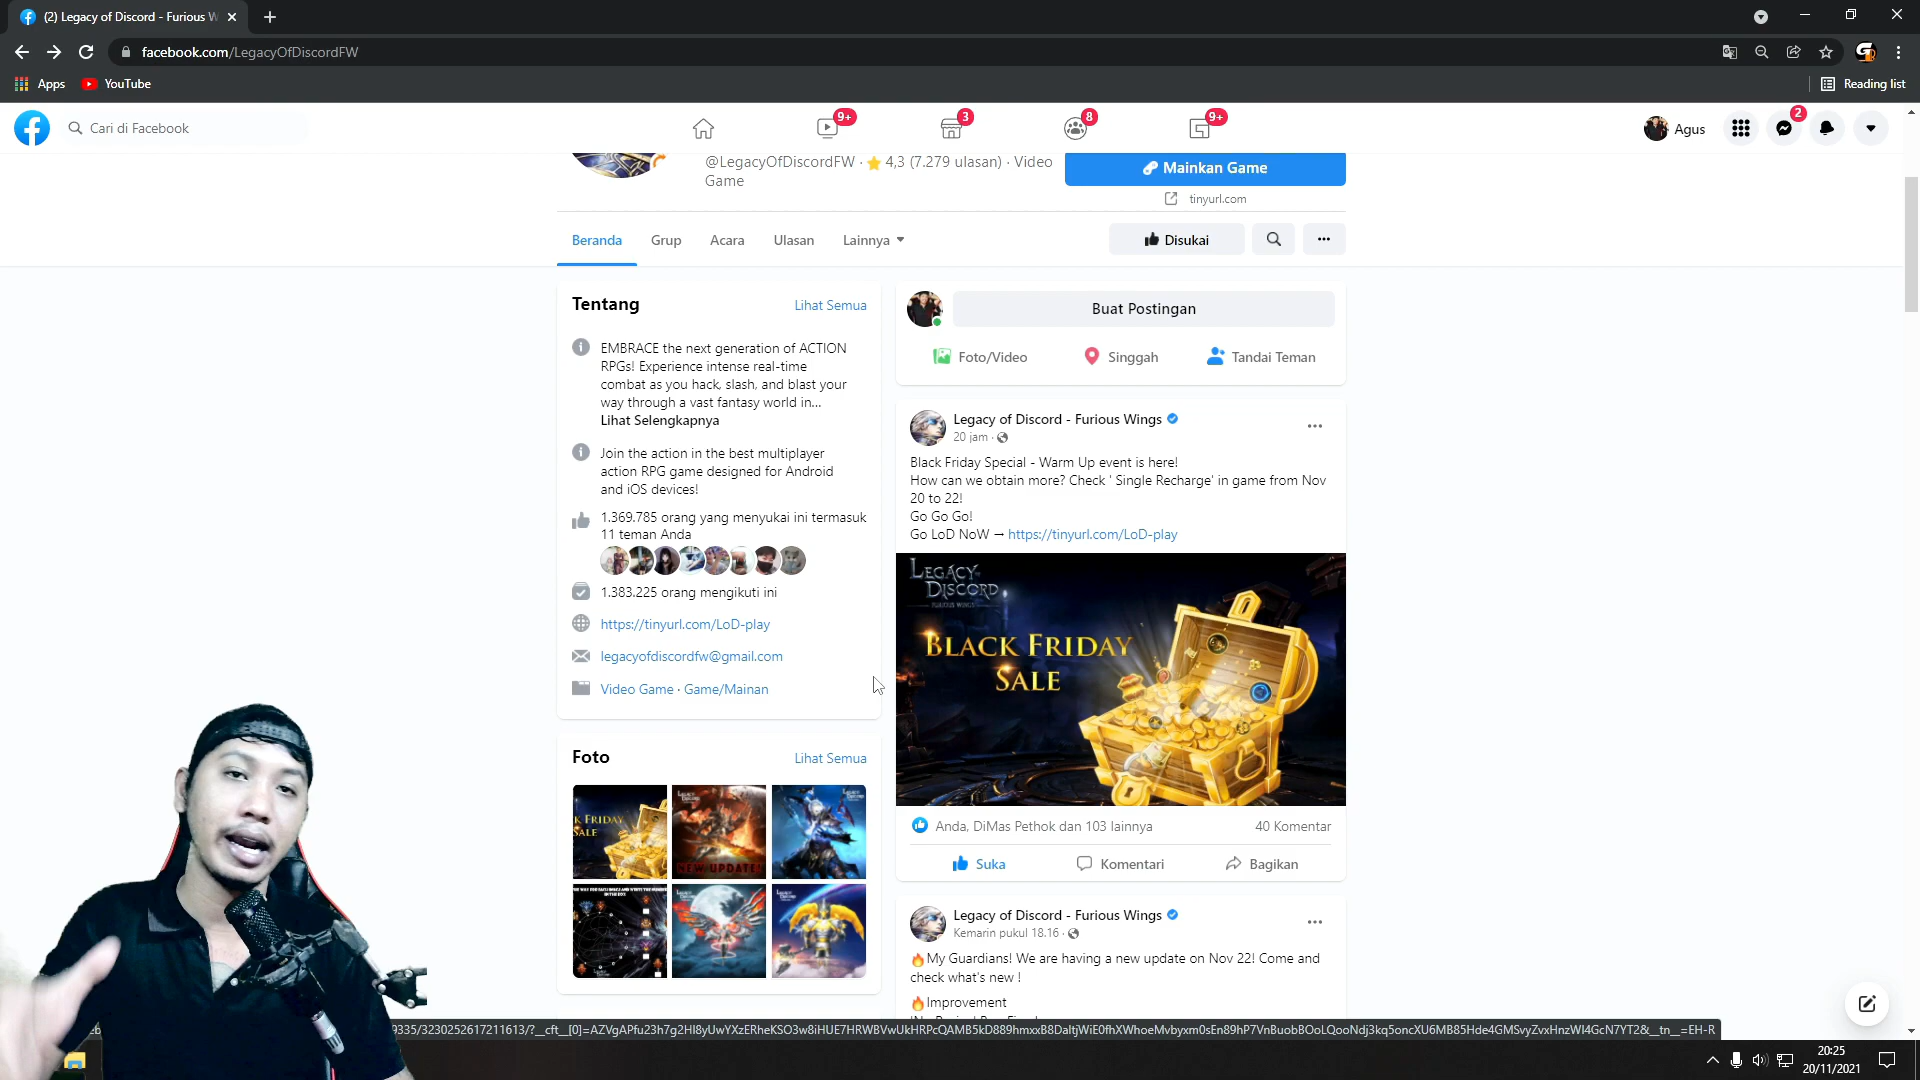 (2) Legacy of Discord - Furious W
facebook.com/LegacyOfDiscordFW
Apps
YouTube
Reading list
Cari di Facebook
9+
3
8
9+
Agus
2
@LegacyOfDiscordFW · 4,3 (7.279 ulasan) · Video
Game
Mainkan Game
tinyurl.com
Beranda
Grup
Acara
Ulasan
Lainnya
Disukai
Tentang
Lihat Semua
EMBRACE the next generation of ACTION
RPGs! Experience intense real-time
combat as you hack, slash, and blast your
way through a vast fantasy world in...
Lihat Selengkapnya
Join the action in the best multiplayer
action RPG game designed for Android
and iOS devices!
1.369.785 orang yang menyukai ini termasuk
11 teman Anda
1.383.225 orang mengikuti ini
https://tinyurl.com/LoD-play
legacyofdiscordfw@gmail.com
Video Game · Game/Mainan
Foto
Lihat Semua
K FRIDAY
SALE
NEW UPDATE!
Buat Postingan
Foto/Video
Singgah
Tandai Teman
Legacy of Discord - Furious Wings
20 jam ·
Black Friday Special - Warm Up event is here!
How can we obtain more? Check ' Single Recharge' in game from Nov
20 to 22!
Go Go Go!
Go LoD NoW → https://tinyurl.com/LoD-play
LEGACY OF
DISCORD
FURIOUS WINGS
BLACK FRIDAY
SALE
Anda, DiMas Pethok dan 103 lainnya
40 Komentar
Suka
Komentari
Bagikan
Legacy of Discord - Furious Wings
Kemarin pukul 18.16 ·
🔥My Guardians! We are having a new update on Nov 22! Come and
check what's new !
🔥Improvement
20:25
20/11/2021